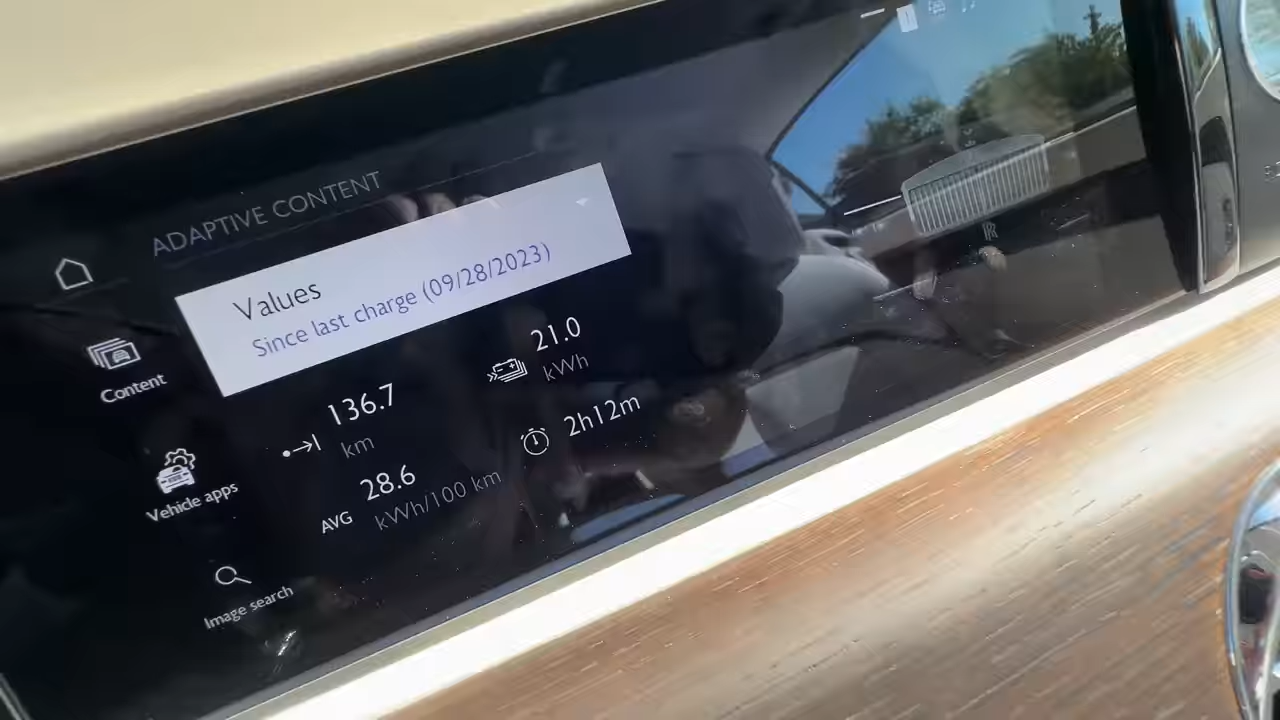 ADAPTIVE CONTENT
Values
Since last charge (09/28/2023)
Content
136.7
km
21.0
kWh
AVG
28.6
kWh/100 km
2h12m
Vehicle apps
Image search